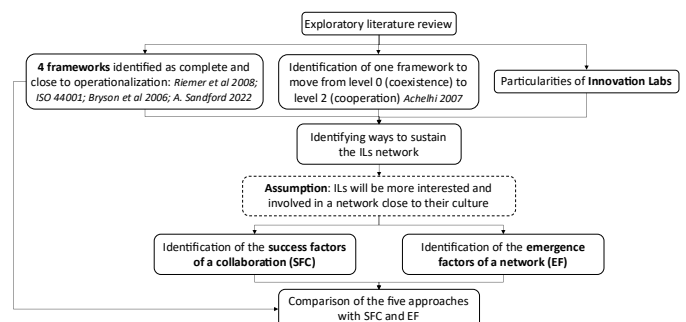 Exploratory literature review
4 frameworks identified as complete and
close to operationalization: Riemer et al 2008;
ISO 44001; Bryson et al 2006; A. Sandford 2022
Identification of one framework to
move from level 0 (coexistence) to
level 2 (cooperation) Achelhi 2007
Particularities of Innovation Labs
Identifying ways to sustain
the ILs network
Assumption: ILs will be more interested and
involved in a network close to their culture
Identification of the success factors
of a collaboration (SFC)
Identification of the emergence
factors of a network (EF)
Comparison of the five approaches
with SFC and EF